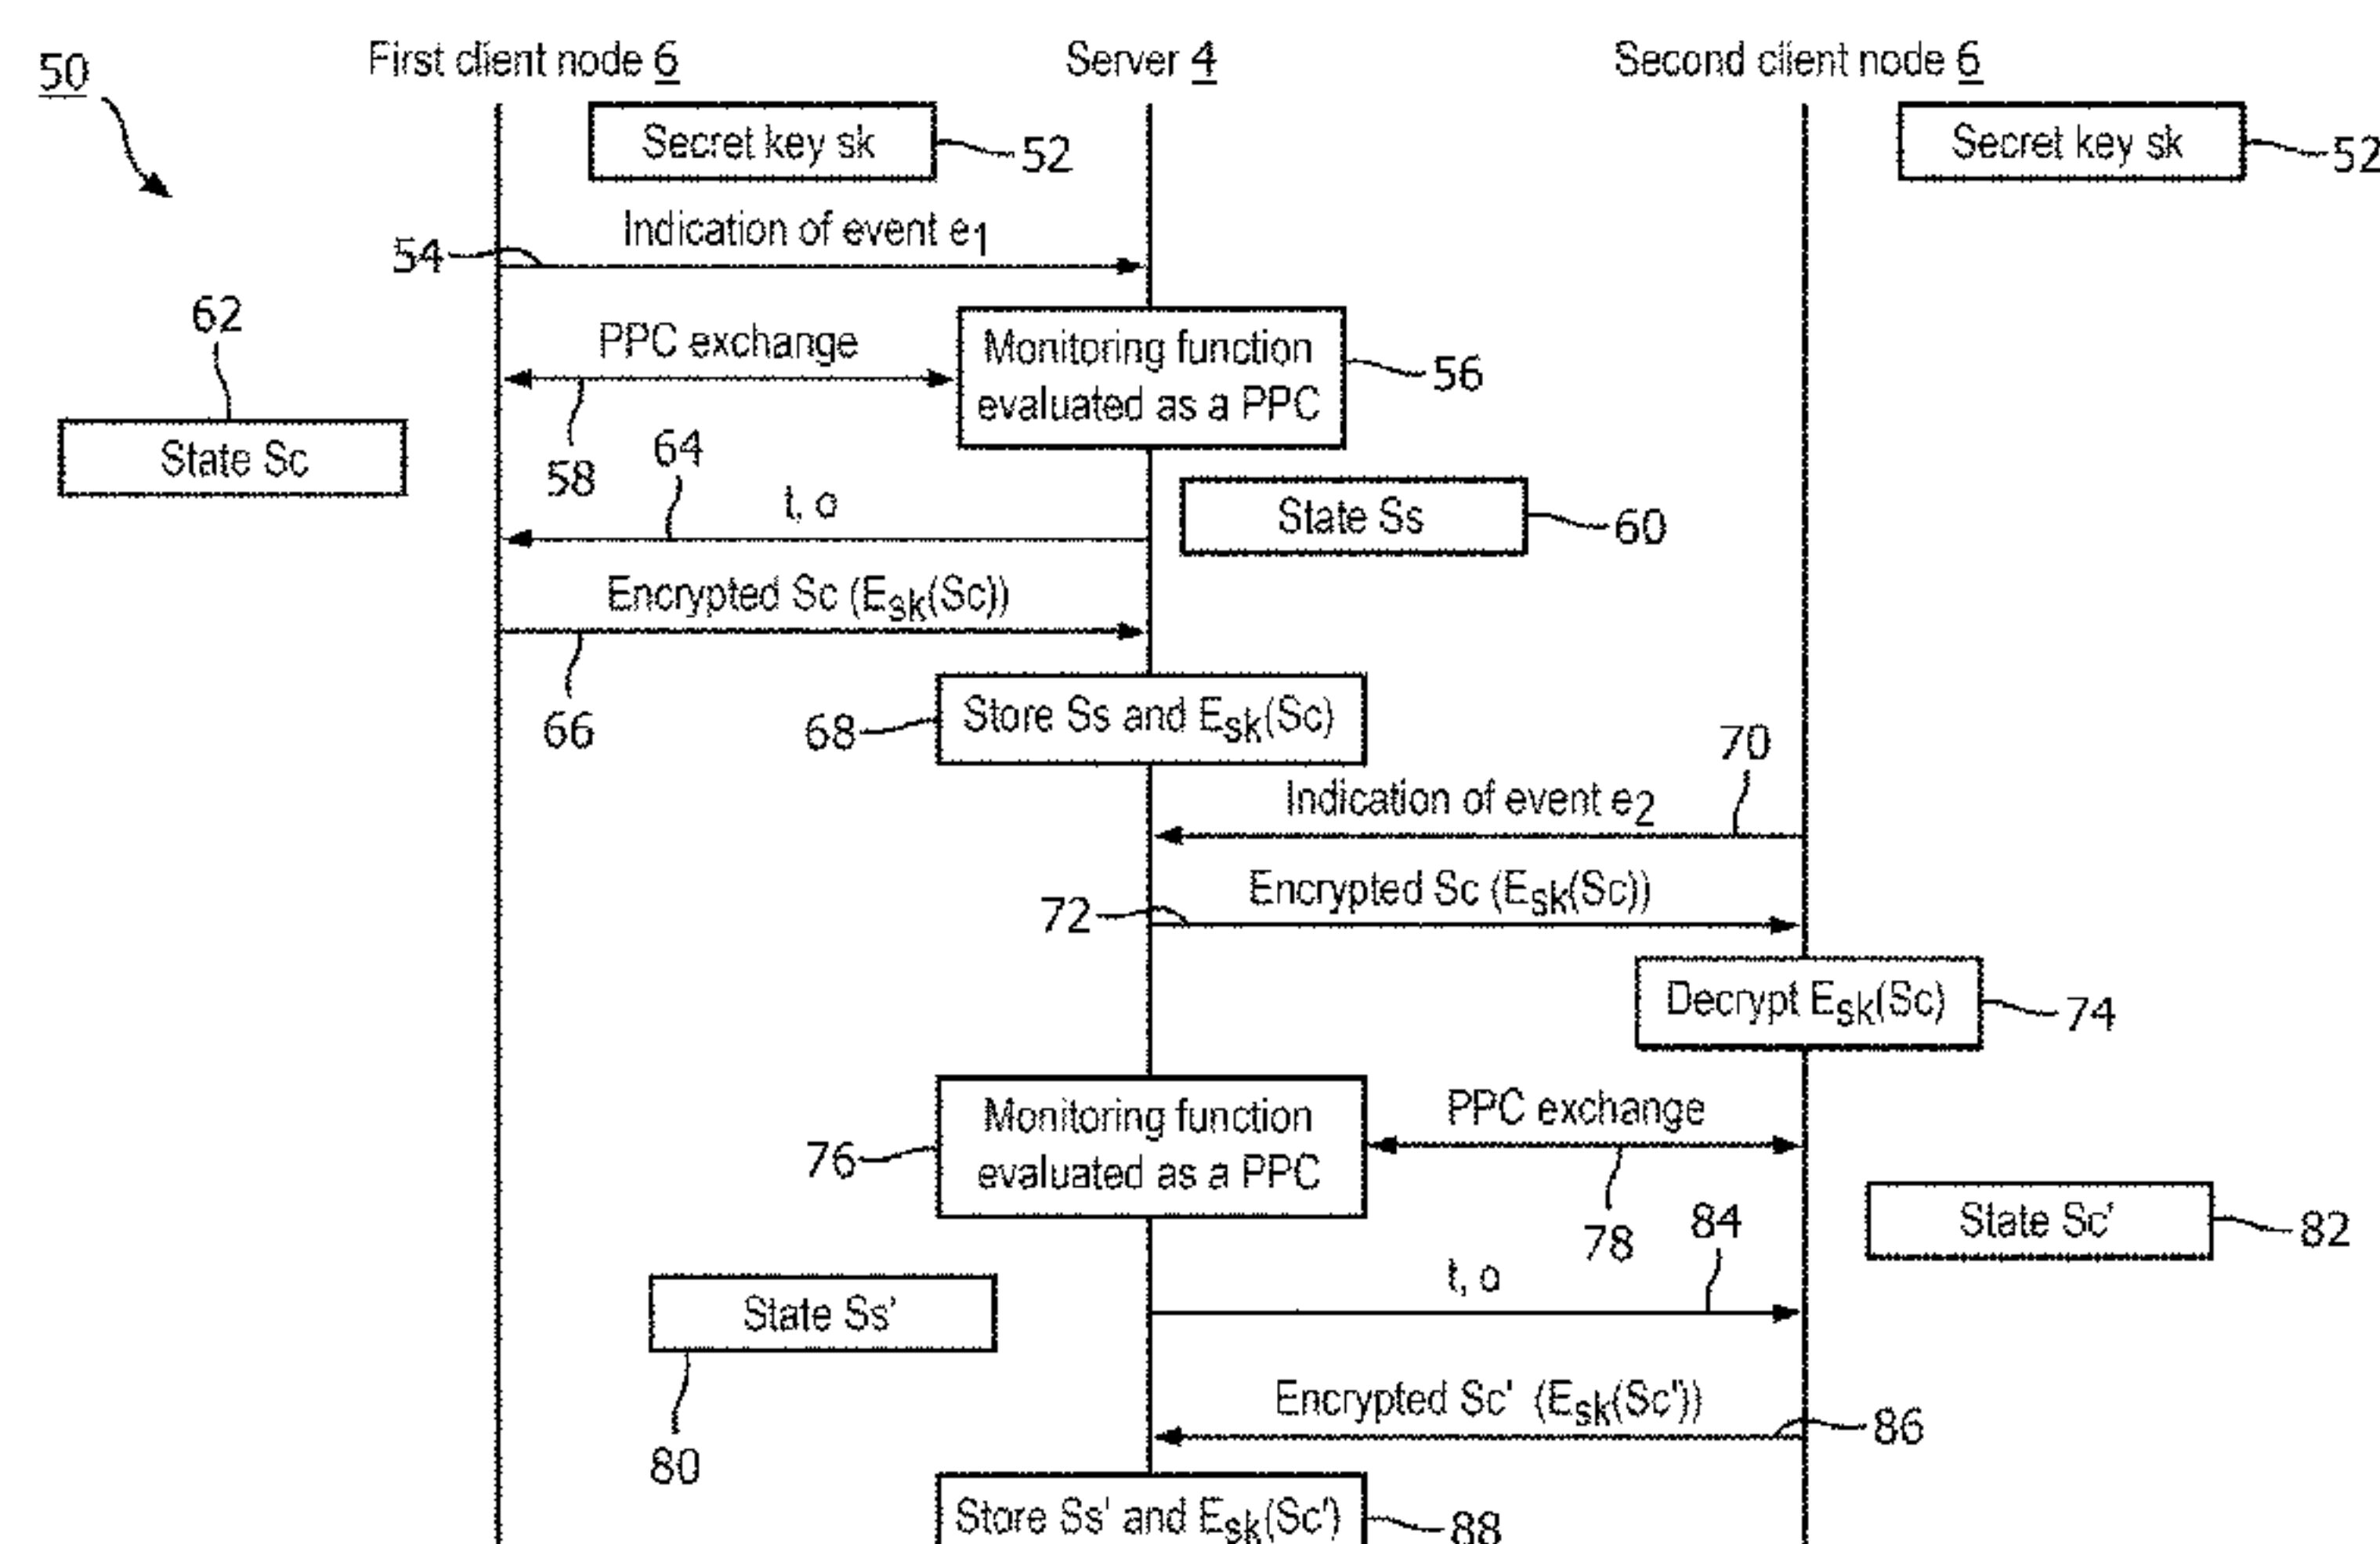 50
First client node 6
Server 4
Second client node 6
Secret key sk
52
Secret key sk
52
Indication of event e1
54
62
PPC exchange
Monitoring function
evaluated as a PPC
56
State Sc
58
64
t, o
State Ss
60
Encrypted Sc (Esk(Sc))
66
68
Store Ss and Esk(Sc)
70
Indication of event e2
Encrypted Sc (Esk(Sc))
72
Decrypt Esk(Sc)
74
Monitoring function
evaluated as a PPC
76
PPC exchange
78
84
State Sc'
82
t, o
State Ss'
80
Encrypted Sc' (Esk(Sc'))
86
Store Ss' and Esk(Sc')
88